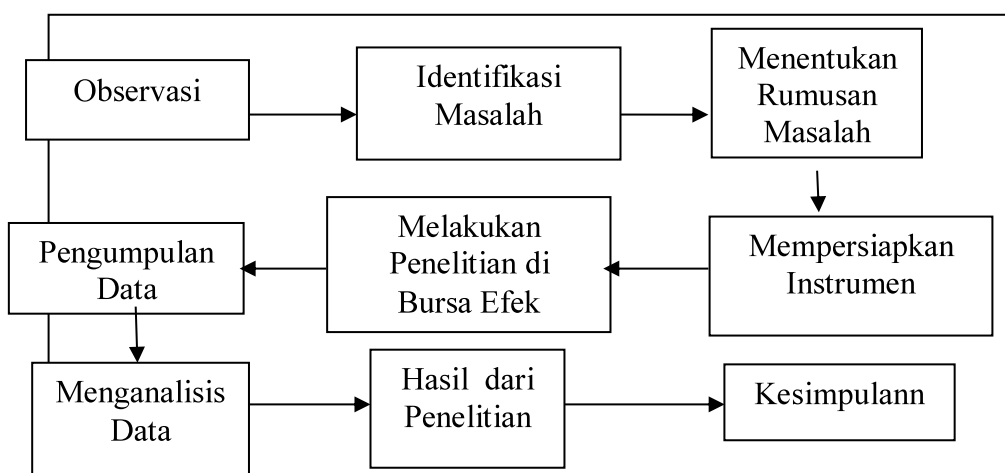 Observasi
Identifikasi
Masalah
Menentukan
Rumusan
Masalah
Mempersiapkan
Instrumen
Melakukan
Penelitian di
Bursa Efek
Pengumpulan
Data
Menganalisis
Data
Hasil dari
Penelitian
Kesimpulann